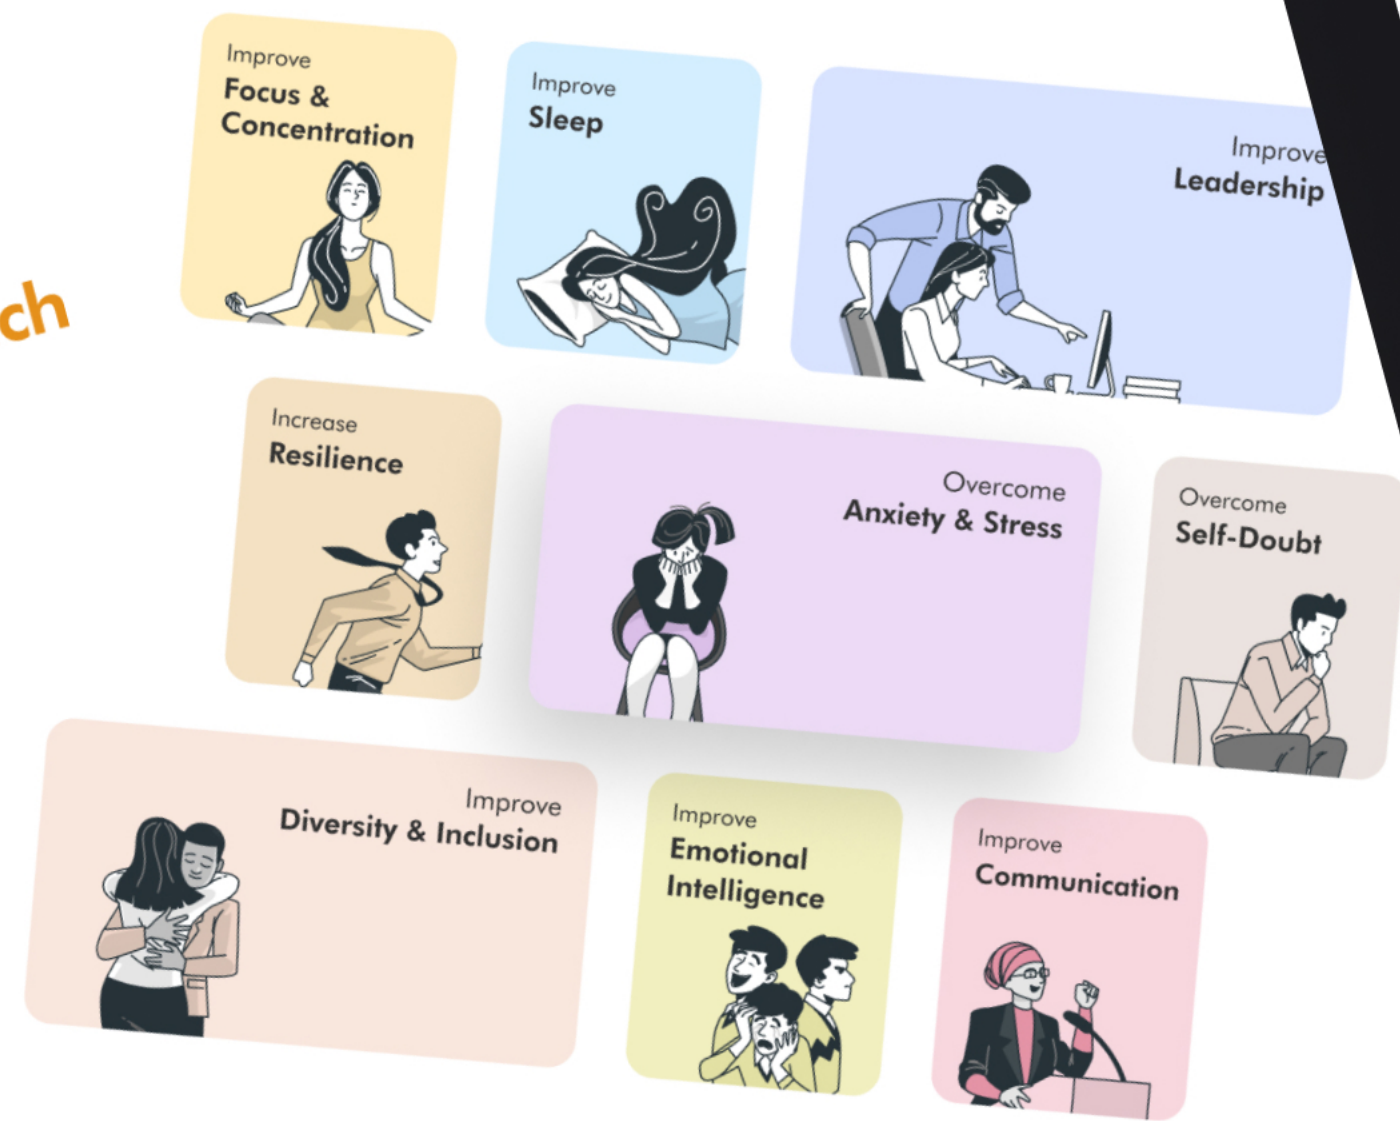 Improve
Focus &
Concentration
Improve
Sleep
Improve
Leadership
ch
Increase
Resilience
Overcome
Anxiety & Stress
Overcome
Self-Doubt
Improve
Diversity & Inclusion
Improve
Emotional
Intelligence
Improve
Communication